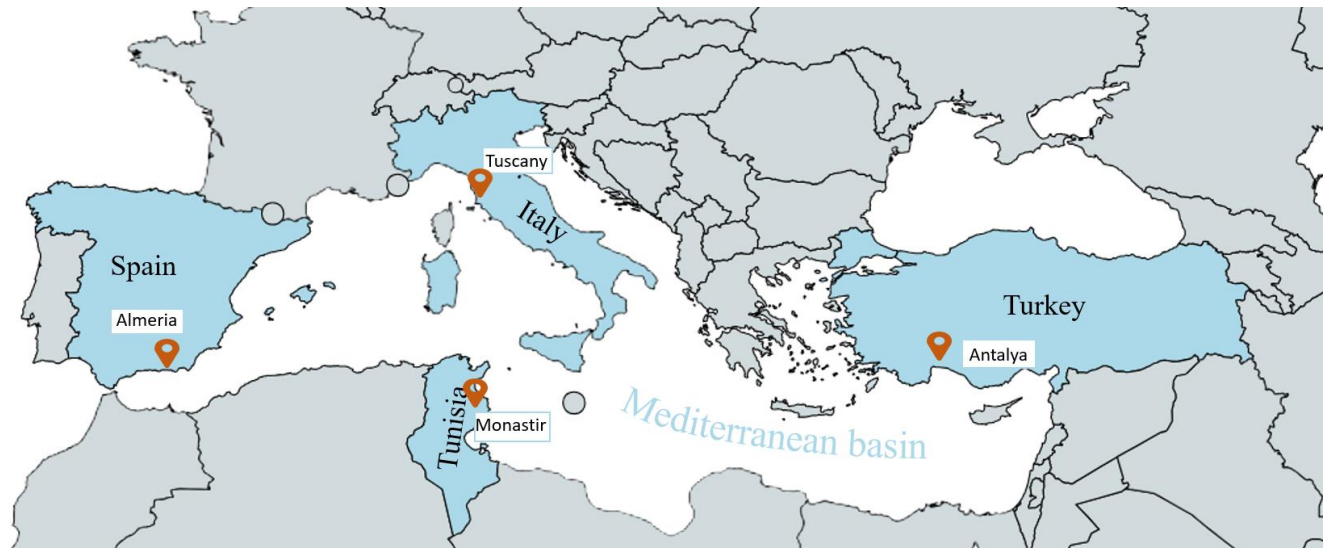 Tuscany
Italy
Spain
Almeria
Turkey
Antalya
Tunisia
Monastir
Mediterranean basin